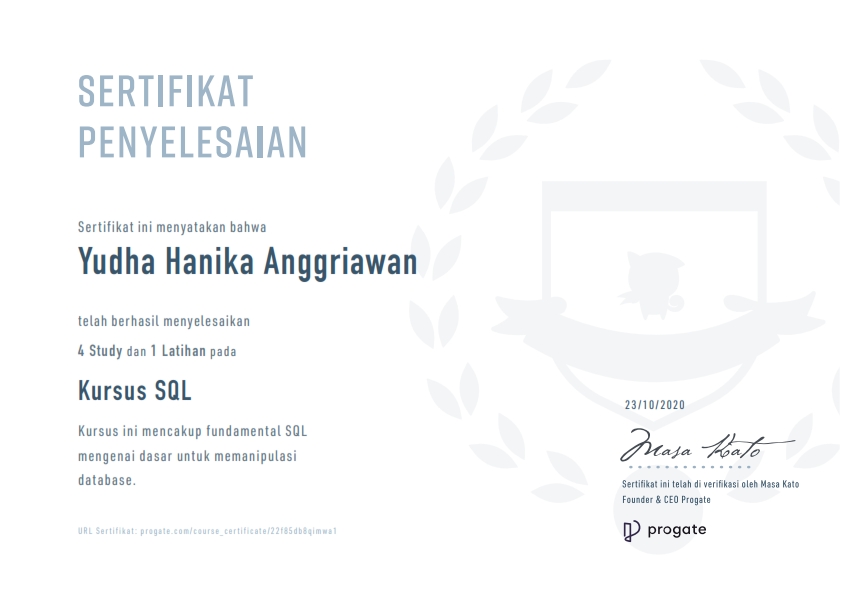 SERTIFIKAT
PENYELESAIAN
Sertifikat ini menyatakan bahwa
Yudha Hanika Anggriawan
telah berhasil menyelesaikan
4 Study dan 1 Latihan pada
Kursus SQL
Kursus ini mencakup fundamental SQL
mengenai dasar untuk memanipulasi
database.
URL Sertifikat: progate.com/course_certificate/22f85db8qimwa1
23/10/2020
Masa Kato
Sertifikat ini telah di verifikasi oleh Masa Kato
Founder & CEO Progate
progate